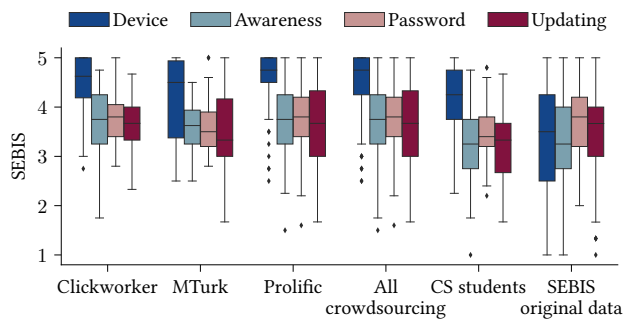 Device Awareness Password Updating
5
4
3
2
1
SEBIS
Clickworker MTurk Prolific All CS students SEBIS
crowdsourcing original data